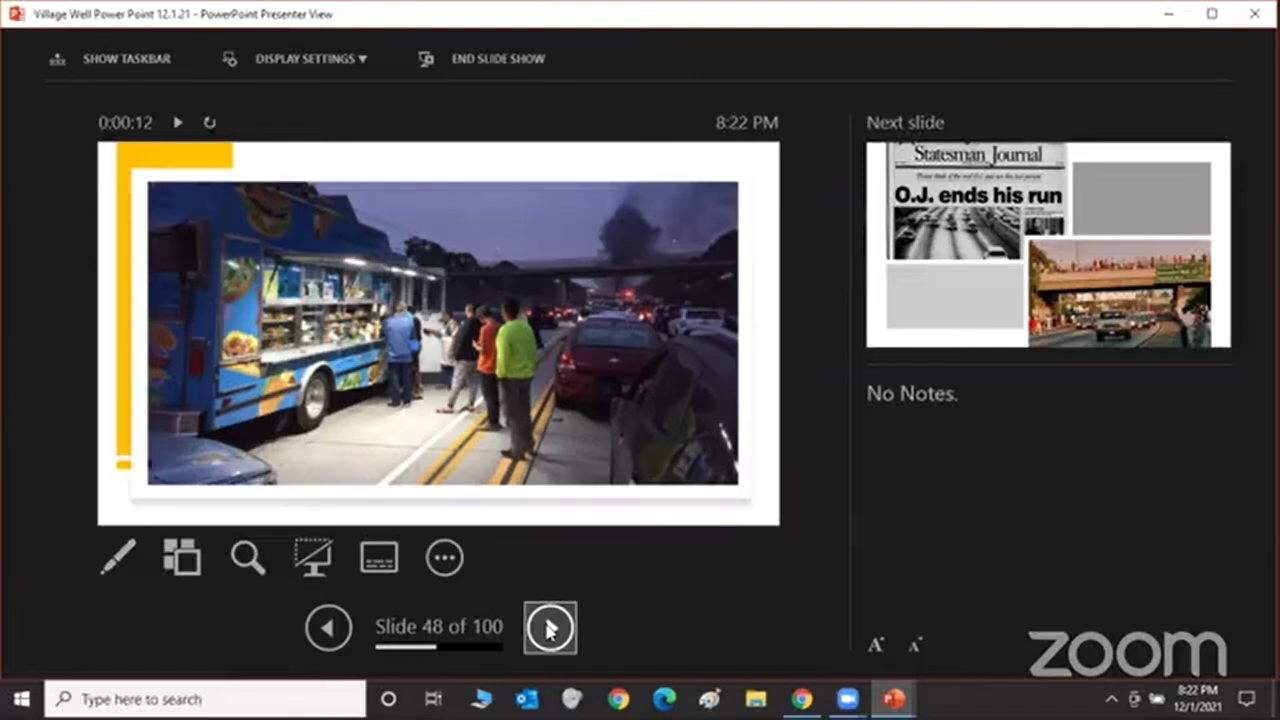 Village Well Power Point 12.1.21 - PowerPoint Presenter View
SHOW TASKBAR
DISPLAY SETTINGS
END SLIDE SHOW
0:00:12
8:22 PM
Next slide
Statesman Journal
O.J. ends his run
No Notes.
Slide 48 of 100
A A
zoom
Type here to search
8:22 PM
12/1/2021